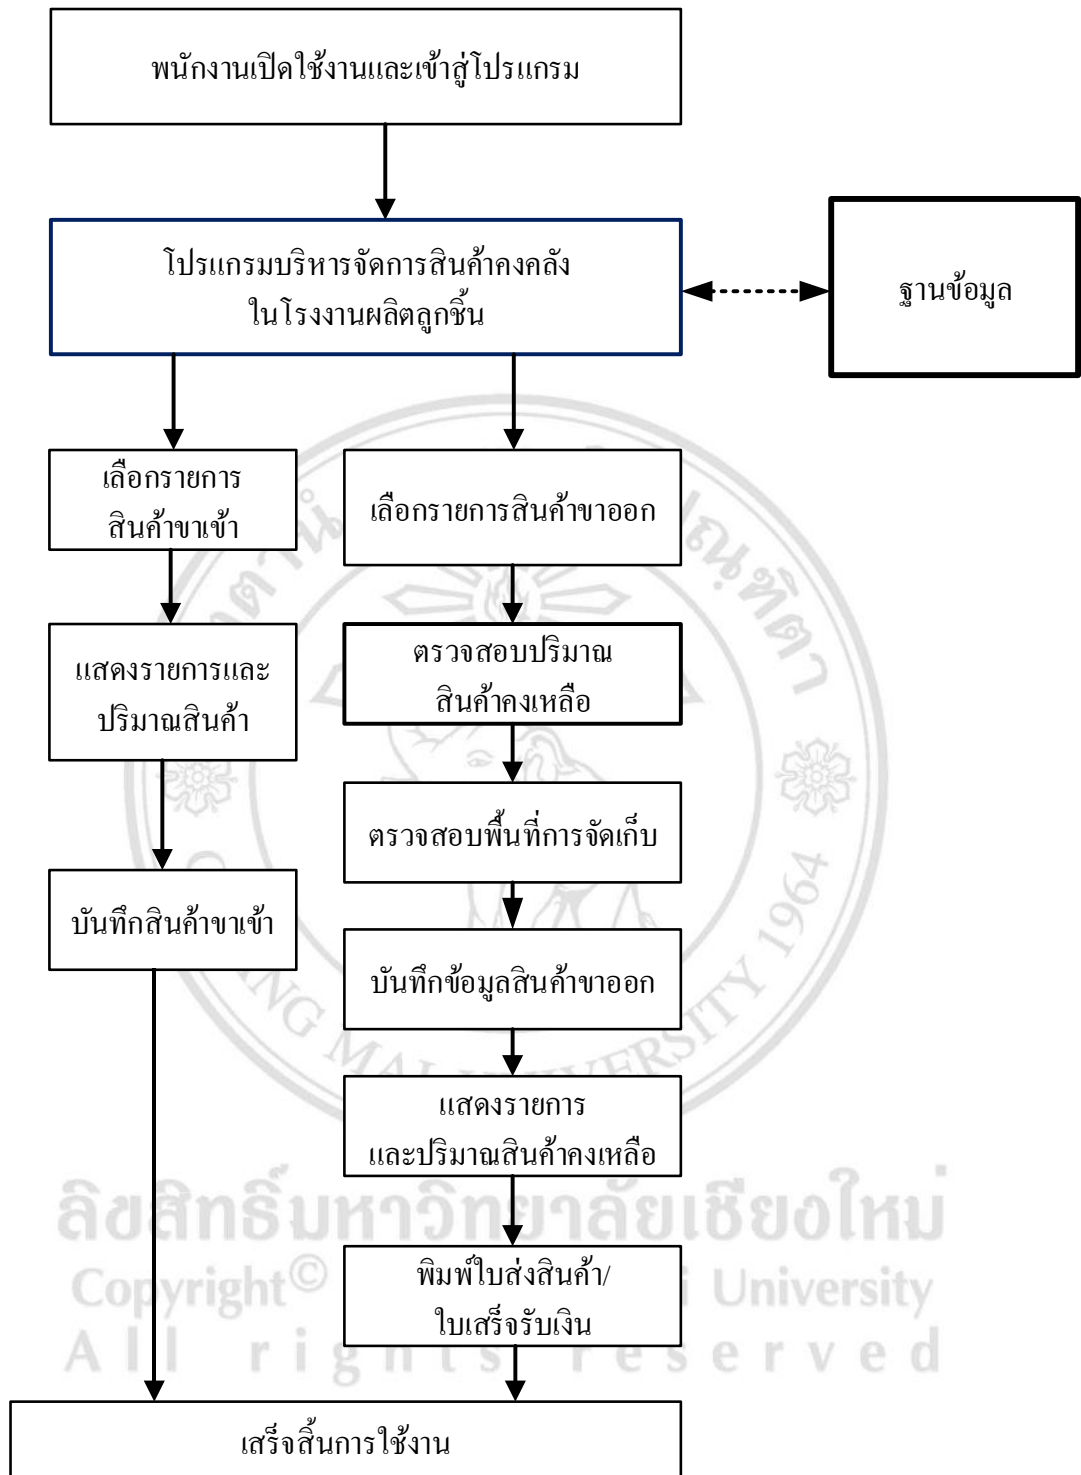 พนักงานเปิดใช้งานและเข้าสู่โปรแกรม
โปรแกรมบริหารจัดการสินค้าคงคลัง
ในโรงงานผลิตลูกชิ้น
ฐานข้อมูล
เลือกรายการ
สินค้าขาเข้า
เลือกรายการสินค้าขาออก
แสดงรายการและ
ปริมาณสินค้า
ตรวจสอบปริมาณ
สินค้าคงเหลือ
ตรวจสอบพื้นที่การจัดเก็บ
บันทึกสินค้าขาเข้า
บันทึกข้อมูลสินค้าขาออก
แสดงรายการ
และปริมาณสินค้าคงเหลือ
พิมพ์ใบส่งสินค้า/
ใบเสร็จรับเงิน
เสร็จสิ้นการใช้งาน
ลิขสิทธิ์มหาวิทยาลัยเชียงใหม่
Copyright© University
All rights reserved
MAI UNIVERSITY 1964